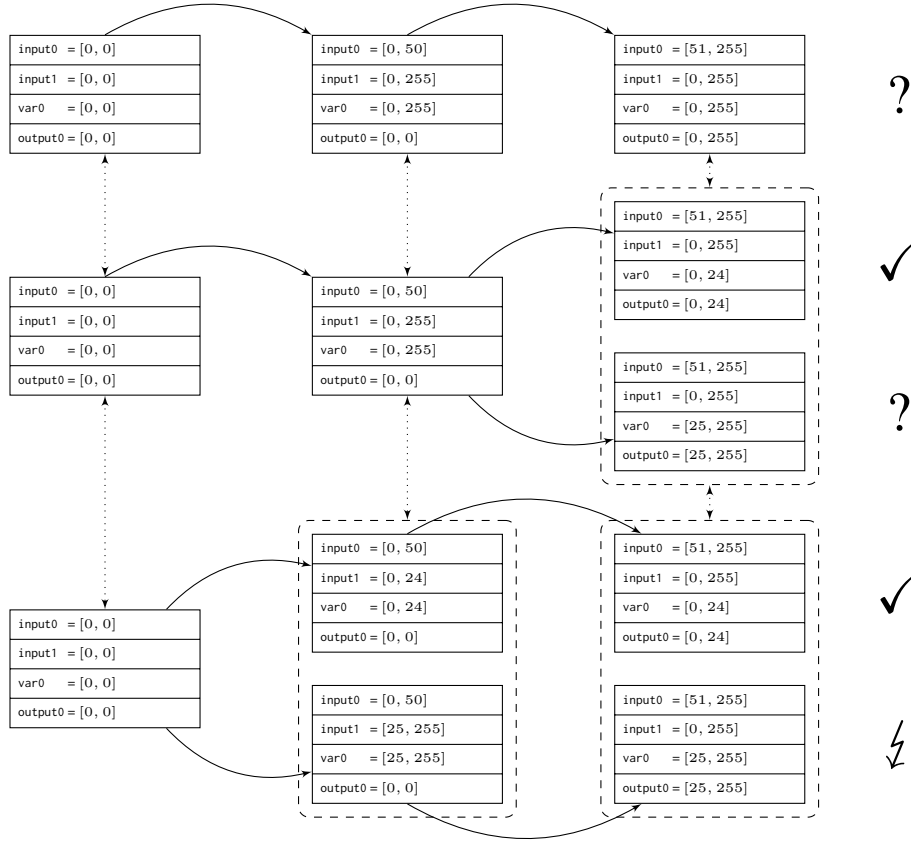 input0 = [0, 0]
input1 = [0, 0]
var0 = [0, 0]
output0 = [0, 0]
input0 = [0, 50]
input1 = [0, 255]
var0 = [0, 255]
output0 = [0, 0]
input0 = [51, 255]
input1 = [0, 255]
var0 = [0, 255]
output0 = [0, 255]
?
input0 = [0, 0]
input1 = [0, 0]
var0 = [0, 0]
output0 = [0, 0]
input0 = [0, 50]
input1 = [0, 255]
var0 = [0, 255]
output0 = [0, 0]
input0 = [51, 255]
input1 = [0, 255]
var0 = [0, 24]
output0 = [0, 24]
✓
input0 = [51, 255]
input1 = [0, 255]
var0 = [25, 255]
output0 = [25, 255]
?
input0 = [0, 0]
input1 = [0, 0]
var0 = [0, 0]
output0 = [0, 0]
input0 = [0, 50]
input1 = [0, 24]
var0 = [0, 24]
output0 = [0, 0]
input0 = [51, 255]
input1 = [0, 255]
var0 = [0, 24]
output0 = [0, 24]
✓
input0 = [0, 50]
input1 = [25, 255]
var0 = [25, 255]
output0 = [0, 0]
input0 = [51, 255]
input1 = [0, 255]
var0 = [25, 255]
output0 = [25, 255]